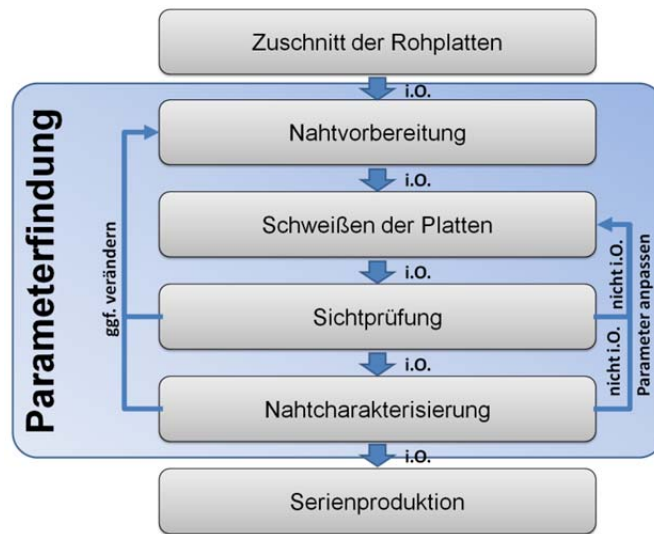 Zuschnitt der Rohplatten
i.O.
Parameterfindung
Nahtvorbereitung
i.O.
Schweißen der Platten
i.O.
ggf. verändern
nicht i.O.
Sichtprüfung
nicht i.O.
Parameter anpassen
i.O.
Nahtcharakterisierung
i.O.
Serienproduktion